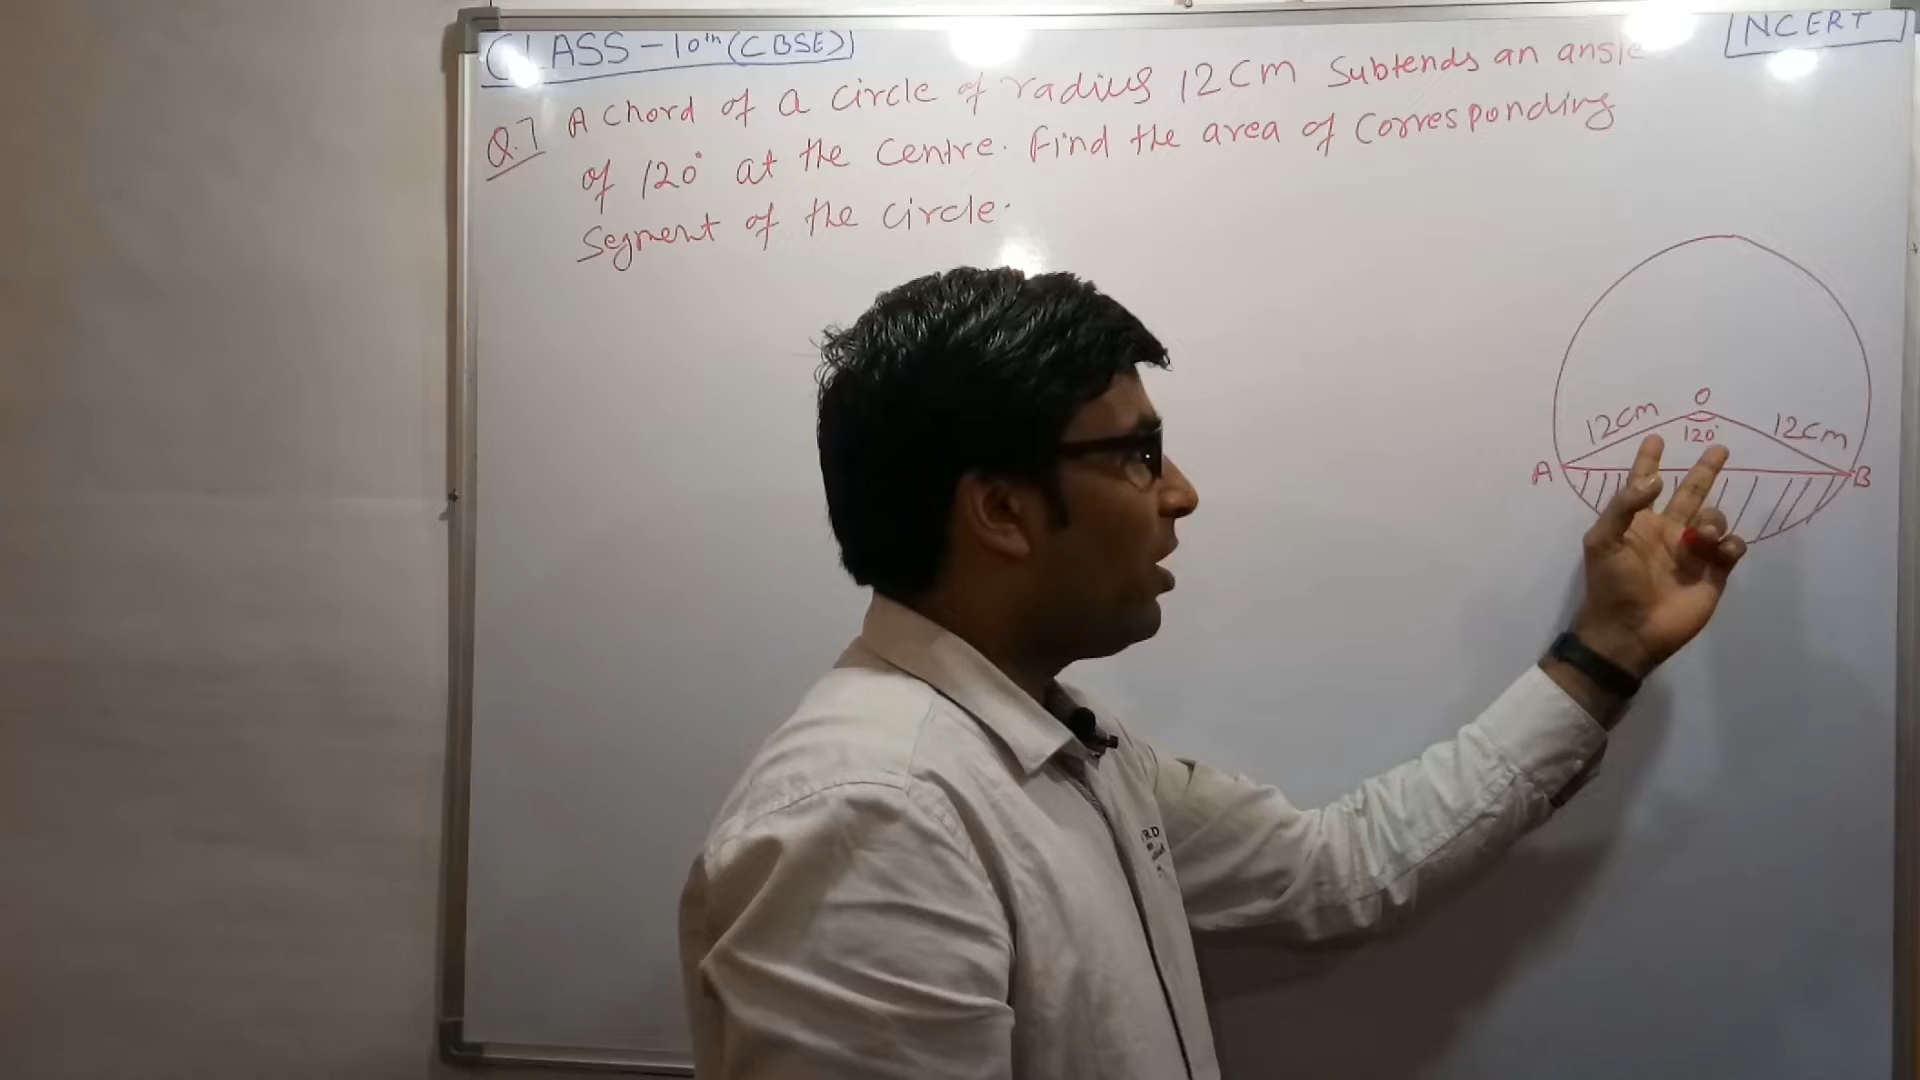 CLASS-10th (CBSE)
NCERT
Q.7 A chord of a circle of radius 12cm subtends an angle
of 120° at the centre. Find the area of corresponding
segment of the circle.
O
12cm
120°
12cm
A
B